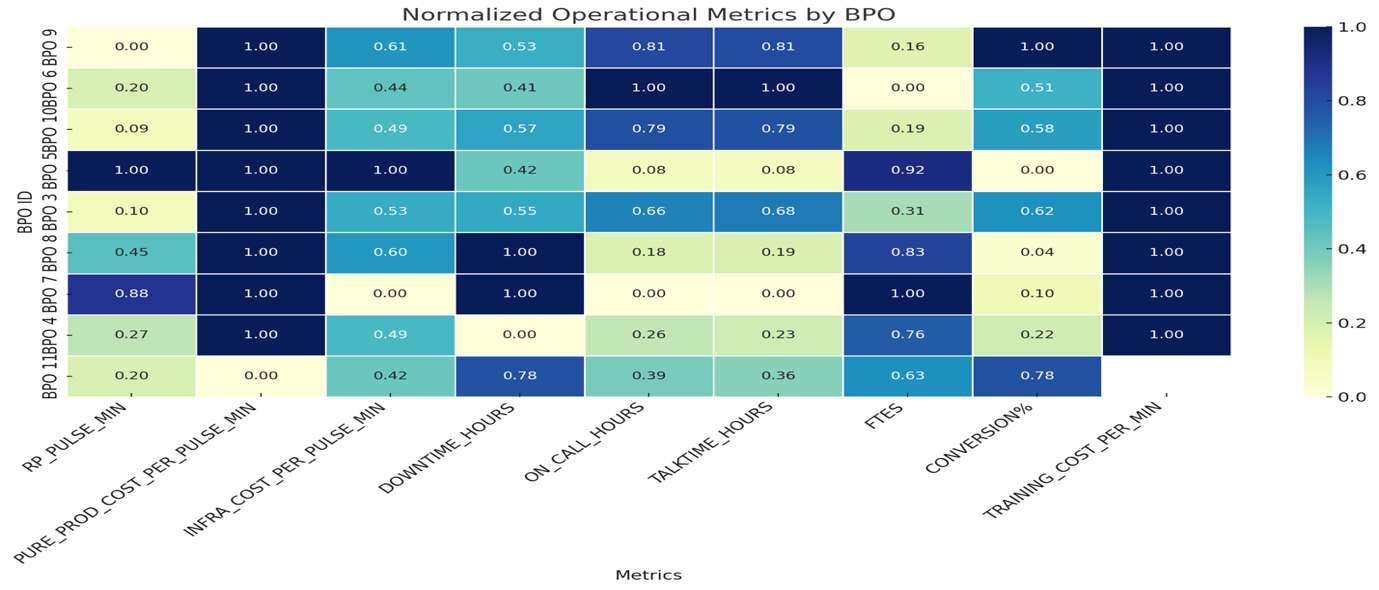 Normalized Operational Metrics by BPO
BPO 9 0.00 1.00 0.61 0.53 0.81 0.81 0.16 1.00 1.00
BPO 6 0.20 1.00 0.44 0.41 1.00 1.00 0.00 0.51 1.00
BPO 10 0.09 1.00 0.49 0.57 0.79 0.79 0.19 0.58 1.00
BPO 5 1.00 1.00 1.00 0.42 0.08 0.08 0.92 0.00 1.00
BPO 3 0.10 1.00 0.53 0.55 0.66 0.68 0.31 0.62 1.00
BPO 8 0.45 1.00 0.60 1.00 0.18 0.19 0.83 0.04 1.00
BPO 7 0.88 1.00 0.00 1.00 0.00 0.00 1.00 0.10 1.00
BPO 4 0.27 1.00 0.49 0.00 0.26 0.23 0.76 0.22 1.00
BPO 11 0.20 0.00 0.42 0.78 0.39 0.36 0.63 0.78
BPO ID
RP_PULSE_MIN
PURE_PROD_COST_PER_PULSE_MIN
INFRA_COST_PER_PULSE_MIN
DOWNTIME_HOURS
ON_CALL_HOURS
TALKTIME_HOURS
FTES
CONVERSION%
TRAINING_COST_PER_MIN
Metrics
1.0
0.8
0.6
0.4
0.2
0.0